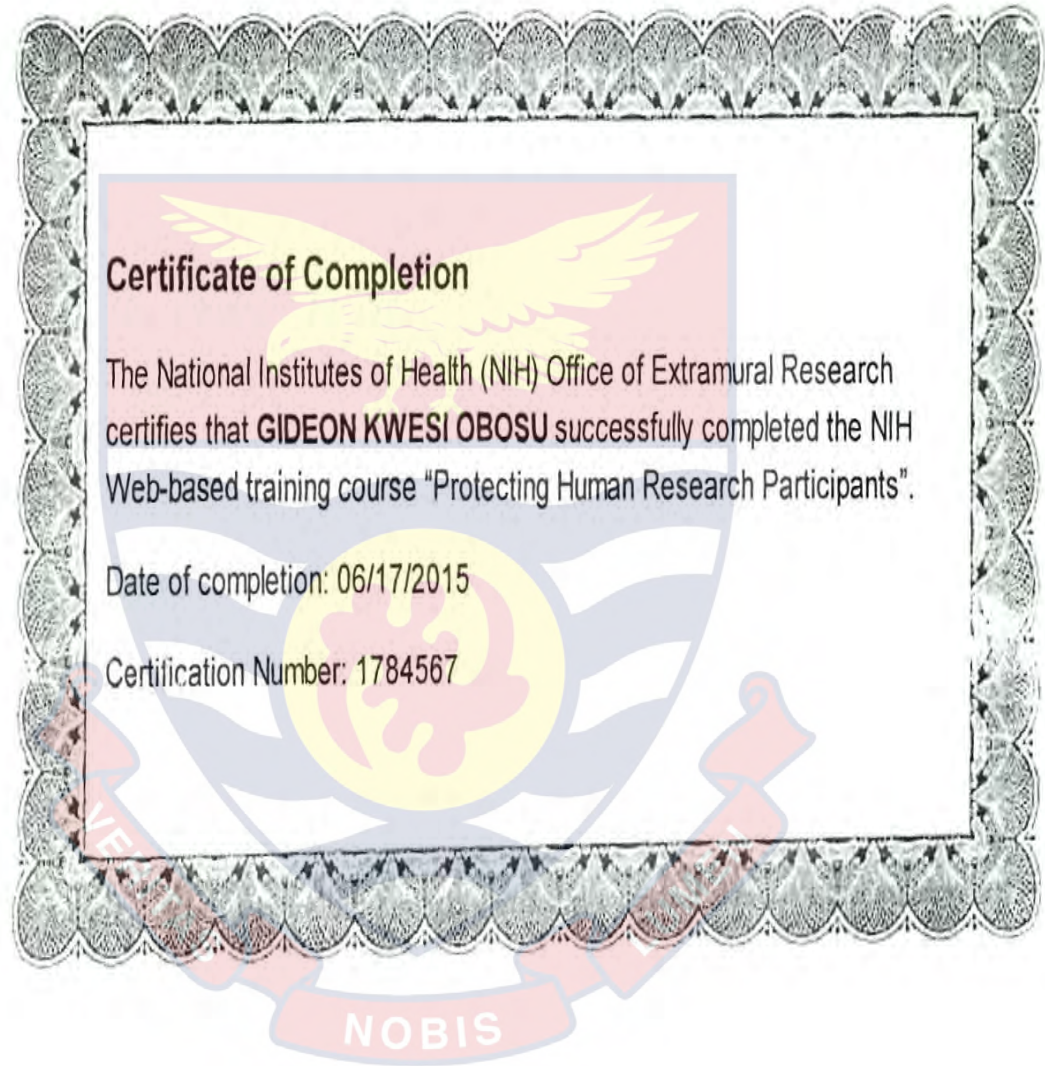 Certificate of Completion
The National Institutes of Health (NIH) Office of Extramural Research
certifies that GIDEON KWESI OBOSU successfully completed the NIH
Web-based training course “Protecting Human Research Participants”.
Date of completion: 06/17/2015
Certification Number: 1784567
NOBIS